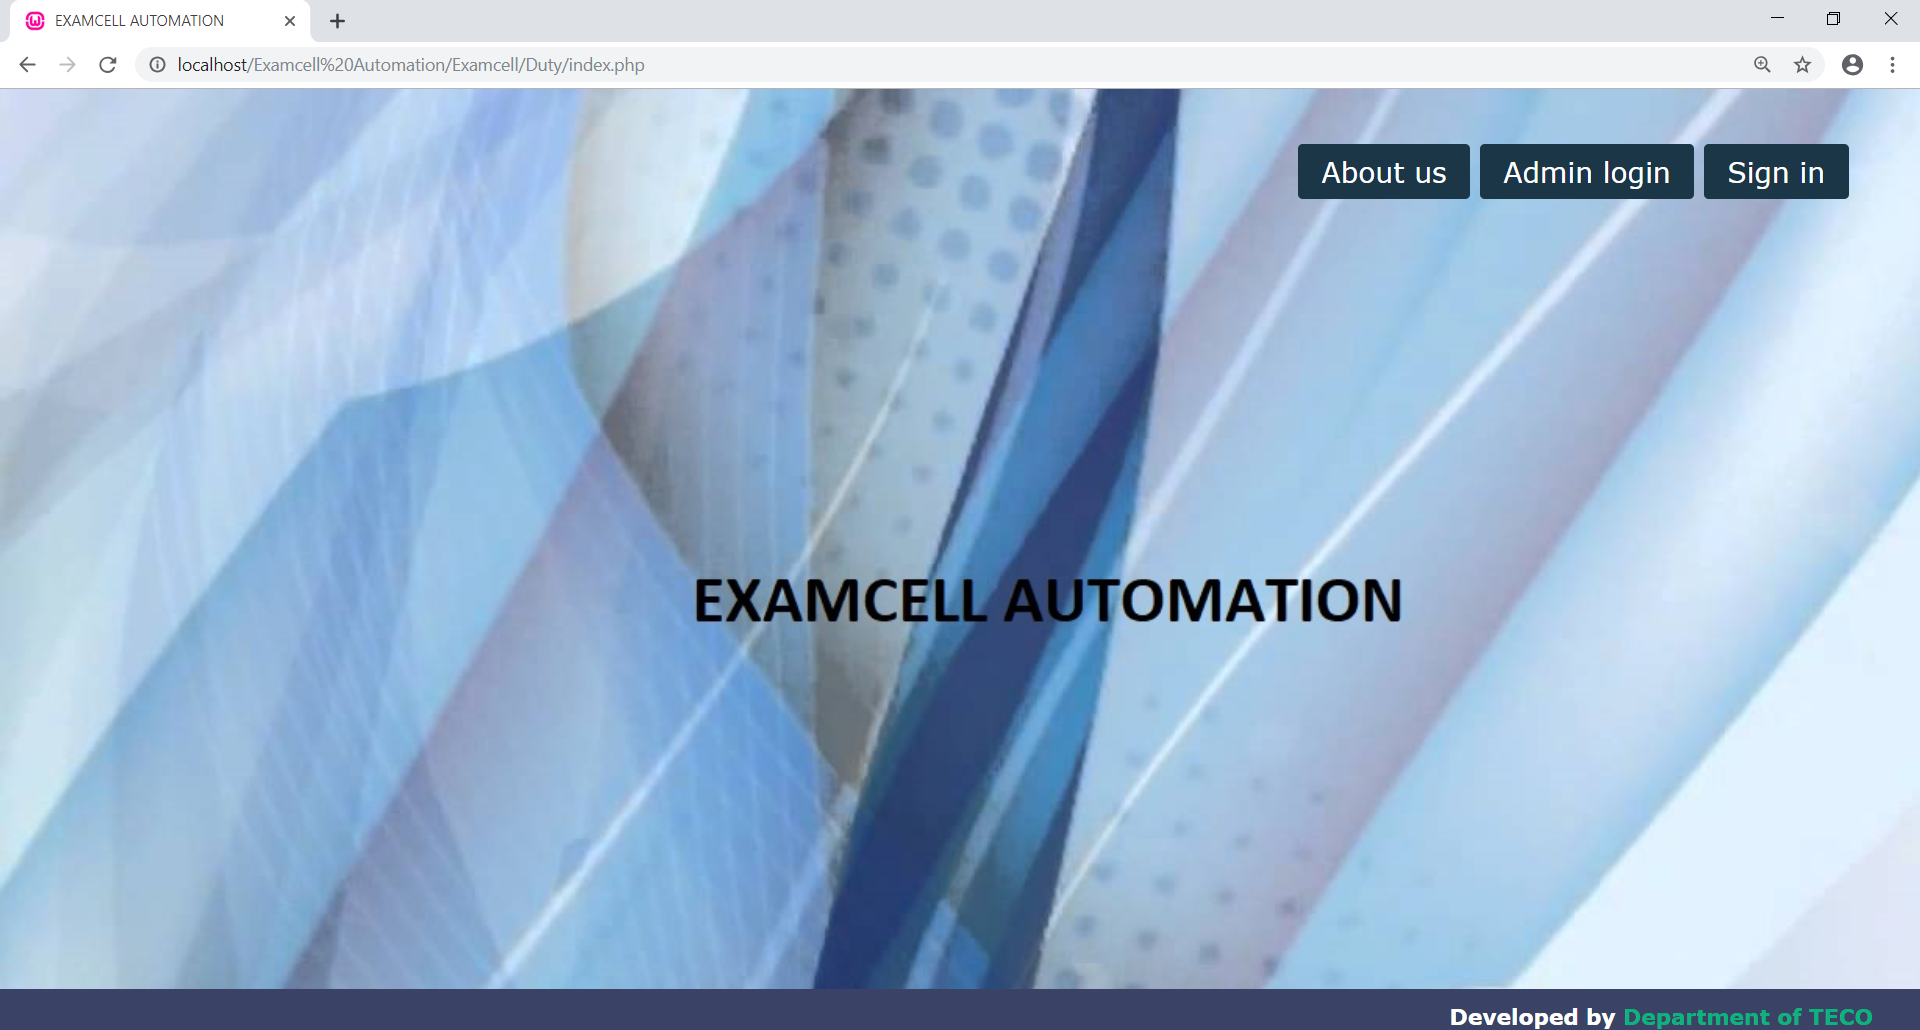 EXAMCELL AUTOMATION
localhost/Examcell%20Automation/Examcell/Duty/index.php
About us Admin login Sign in
EXAMCELL AUTOMATION
Developed by Department of TECO